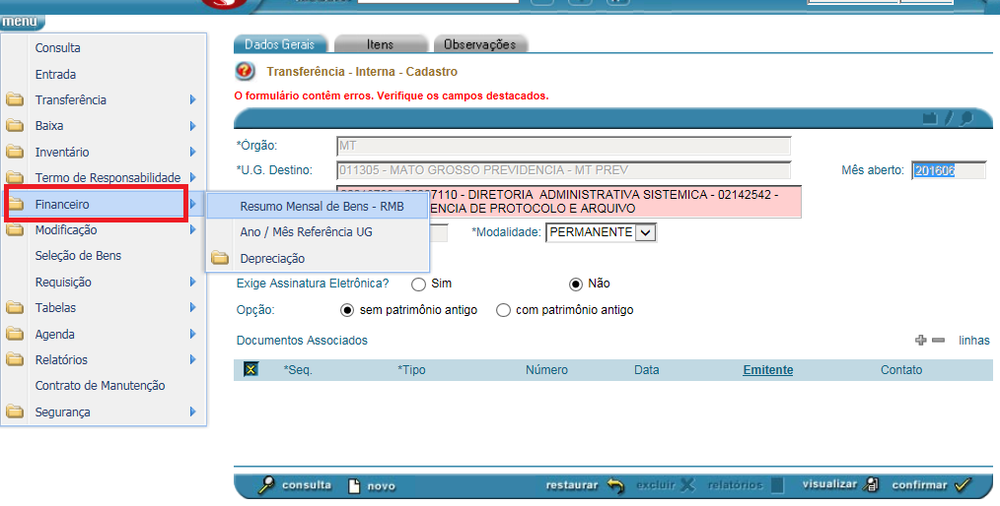 menu
Consulta
Entrada
Transferência
Baixa
Inventário
Termo de Responsabilidade
Financeiro
Modificação
Seleção de Bens
Requisição
Tabelas
Agenda
Relatórios
Contrato de Manutenção
Segurança
Resumo Mensal de Bens - RMB
Ano / Mês Referência UG
Depreciação
Dados Gerais Itens Observações
Transferência - Interna - Cadastro
O formulário contêm erros. Verifique os campos destacados.
*Órgão: MT
*U.G. Destino: 011305 - MATO GROSSO PREVIDENCIA - MT PREV Mês aberto: 201606
7110 - DIRETORIA ADMINISTRATIVA SISTEMICA - 02142542 -
ENCIA DE PROTOCOLO E ARQUIVO
*Modalidade: PERMANENTE
Exige Assinatura Eletrônica? Sim Não
Opção: sem patrimônio antigo com patrimônio antigo
Documentos Associados linhas
*Seq. *Tipo Número Data Emitente Contato
consulta novo restaurar excluir relatórios visualizar confirmar